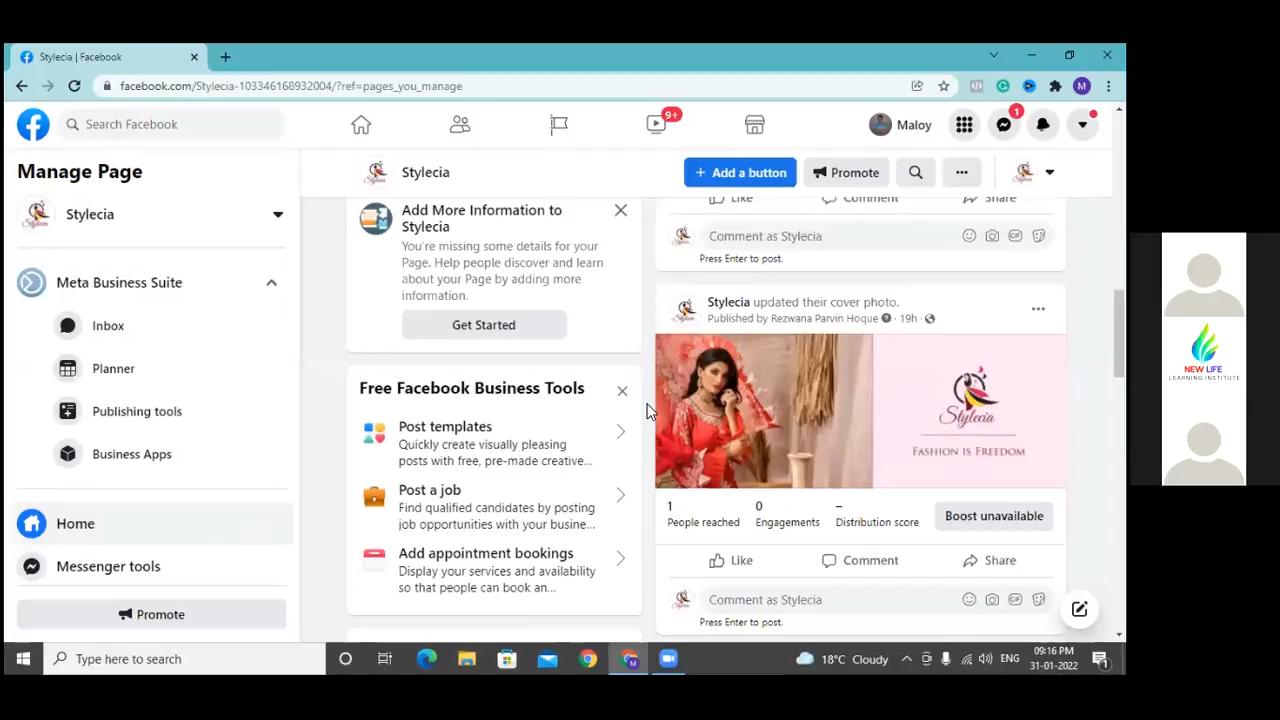 Stylecia | Facebook
facebook.com/Stylecia-103346168932004/?ref=pages_you_manage
Search Facebook
9+
Maloy
1
M
Manage Page
Stylecia
Meta Business Suite
Inbox
Planner
Publishing tools
Business Apps
Home
Messenger tools
Promote
Stylecia
+ Add a button
Promote
Add More Information to
Stylecia
You're missing some details for your
Page. Help people discover and learn
about your Page by adding more
information.
Get Started
Free Facebook Business Tools
Post templates
Quickly create visually pleasing
posts with free, pre-made creative...
Post a job
Find qualified candidates by posting
job opportunities with your busine...
Add appointment bookings
Display your services and availability
so that people can book an...
Like
Comment
Share
Comment as Stylecia
Press Enter to post.
Stylecia updated their cover photo.
Published by Rezwana Parvin Hoque · 19h ·
Stylecia
FASHION IS FREEDOM
1
People reached
0
Engagements
–
Distribution score
Boost unavailable
Like
Comment
Share
Comment as Stylecia
Press Enter to post.
NEW LIFE
LEARNING INSTITUTE
Type here to search
18°C Cloudy
ENG
09:16 PM
31-01-2022
1